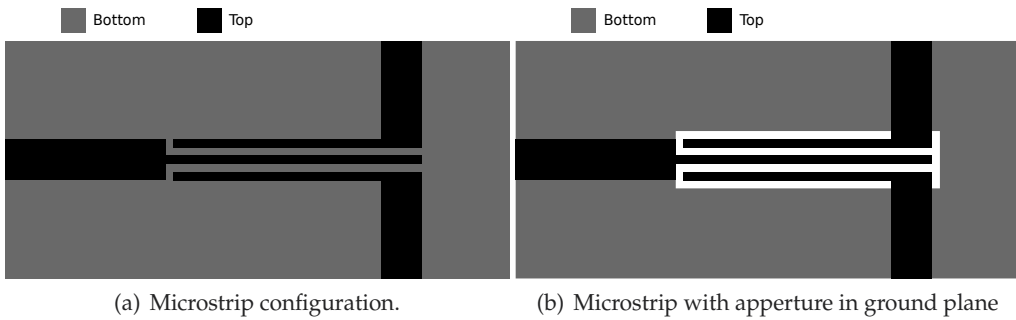 Bottom Top Bottom Top
(a) Microstrip configuration. (b) Microstrip with apperture in ground plane